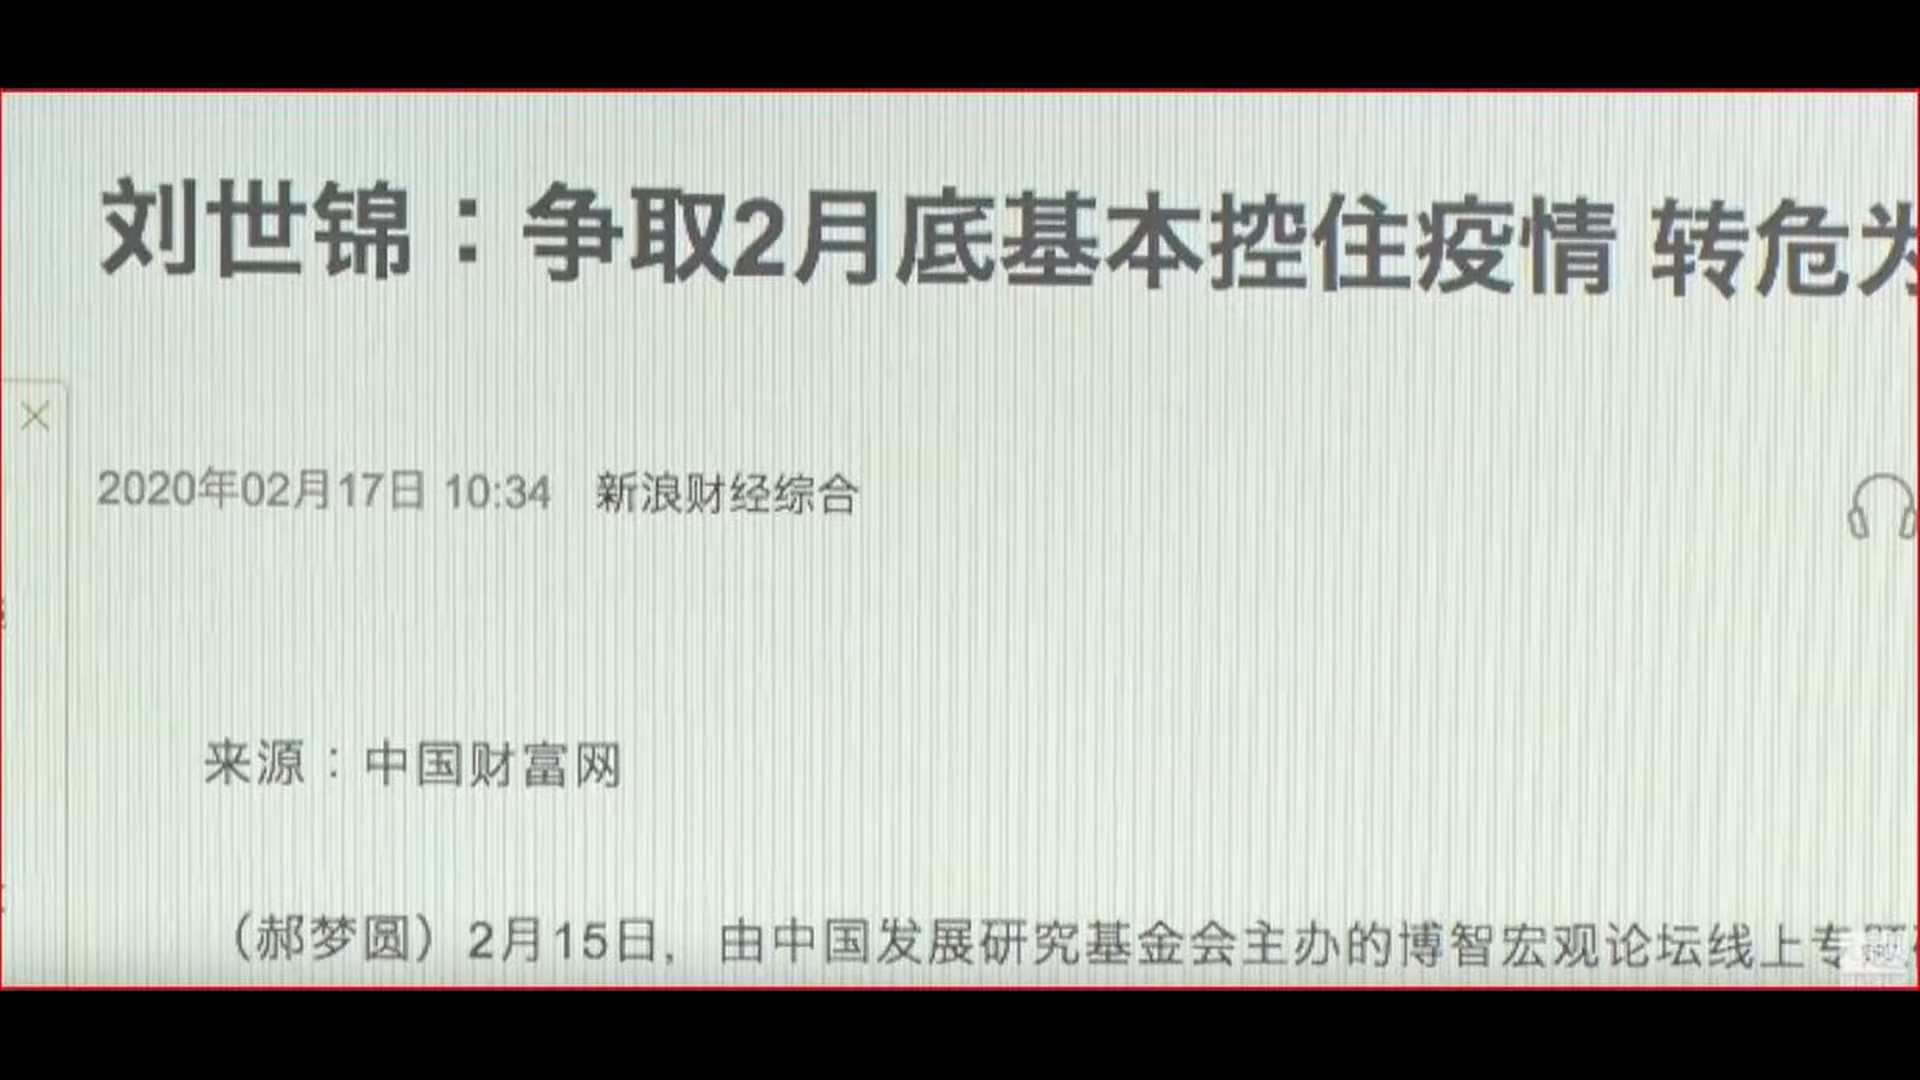 刘世锦：争取2月底基本控住疫情 转危为
2020年02月17日 10:34 新浪财经综合
来源：中国财富网
（郝梦圆）2月15日，由中国发展研究基金会主办的博智宏观论坛线上专